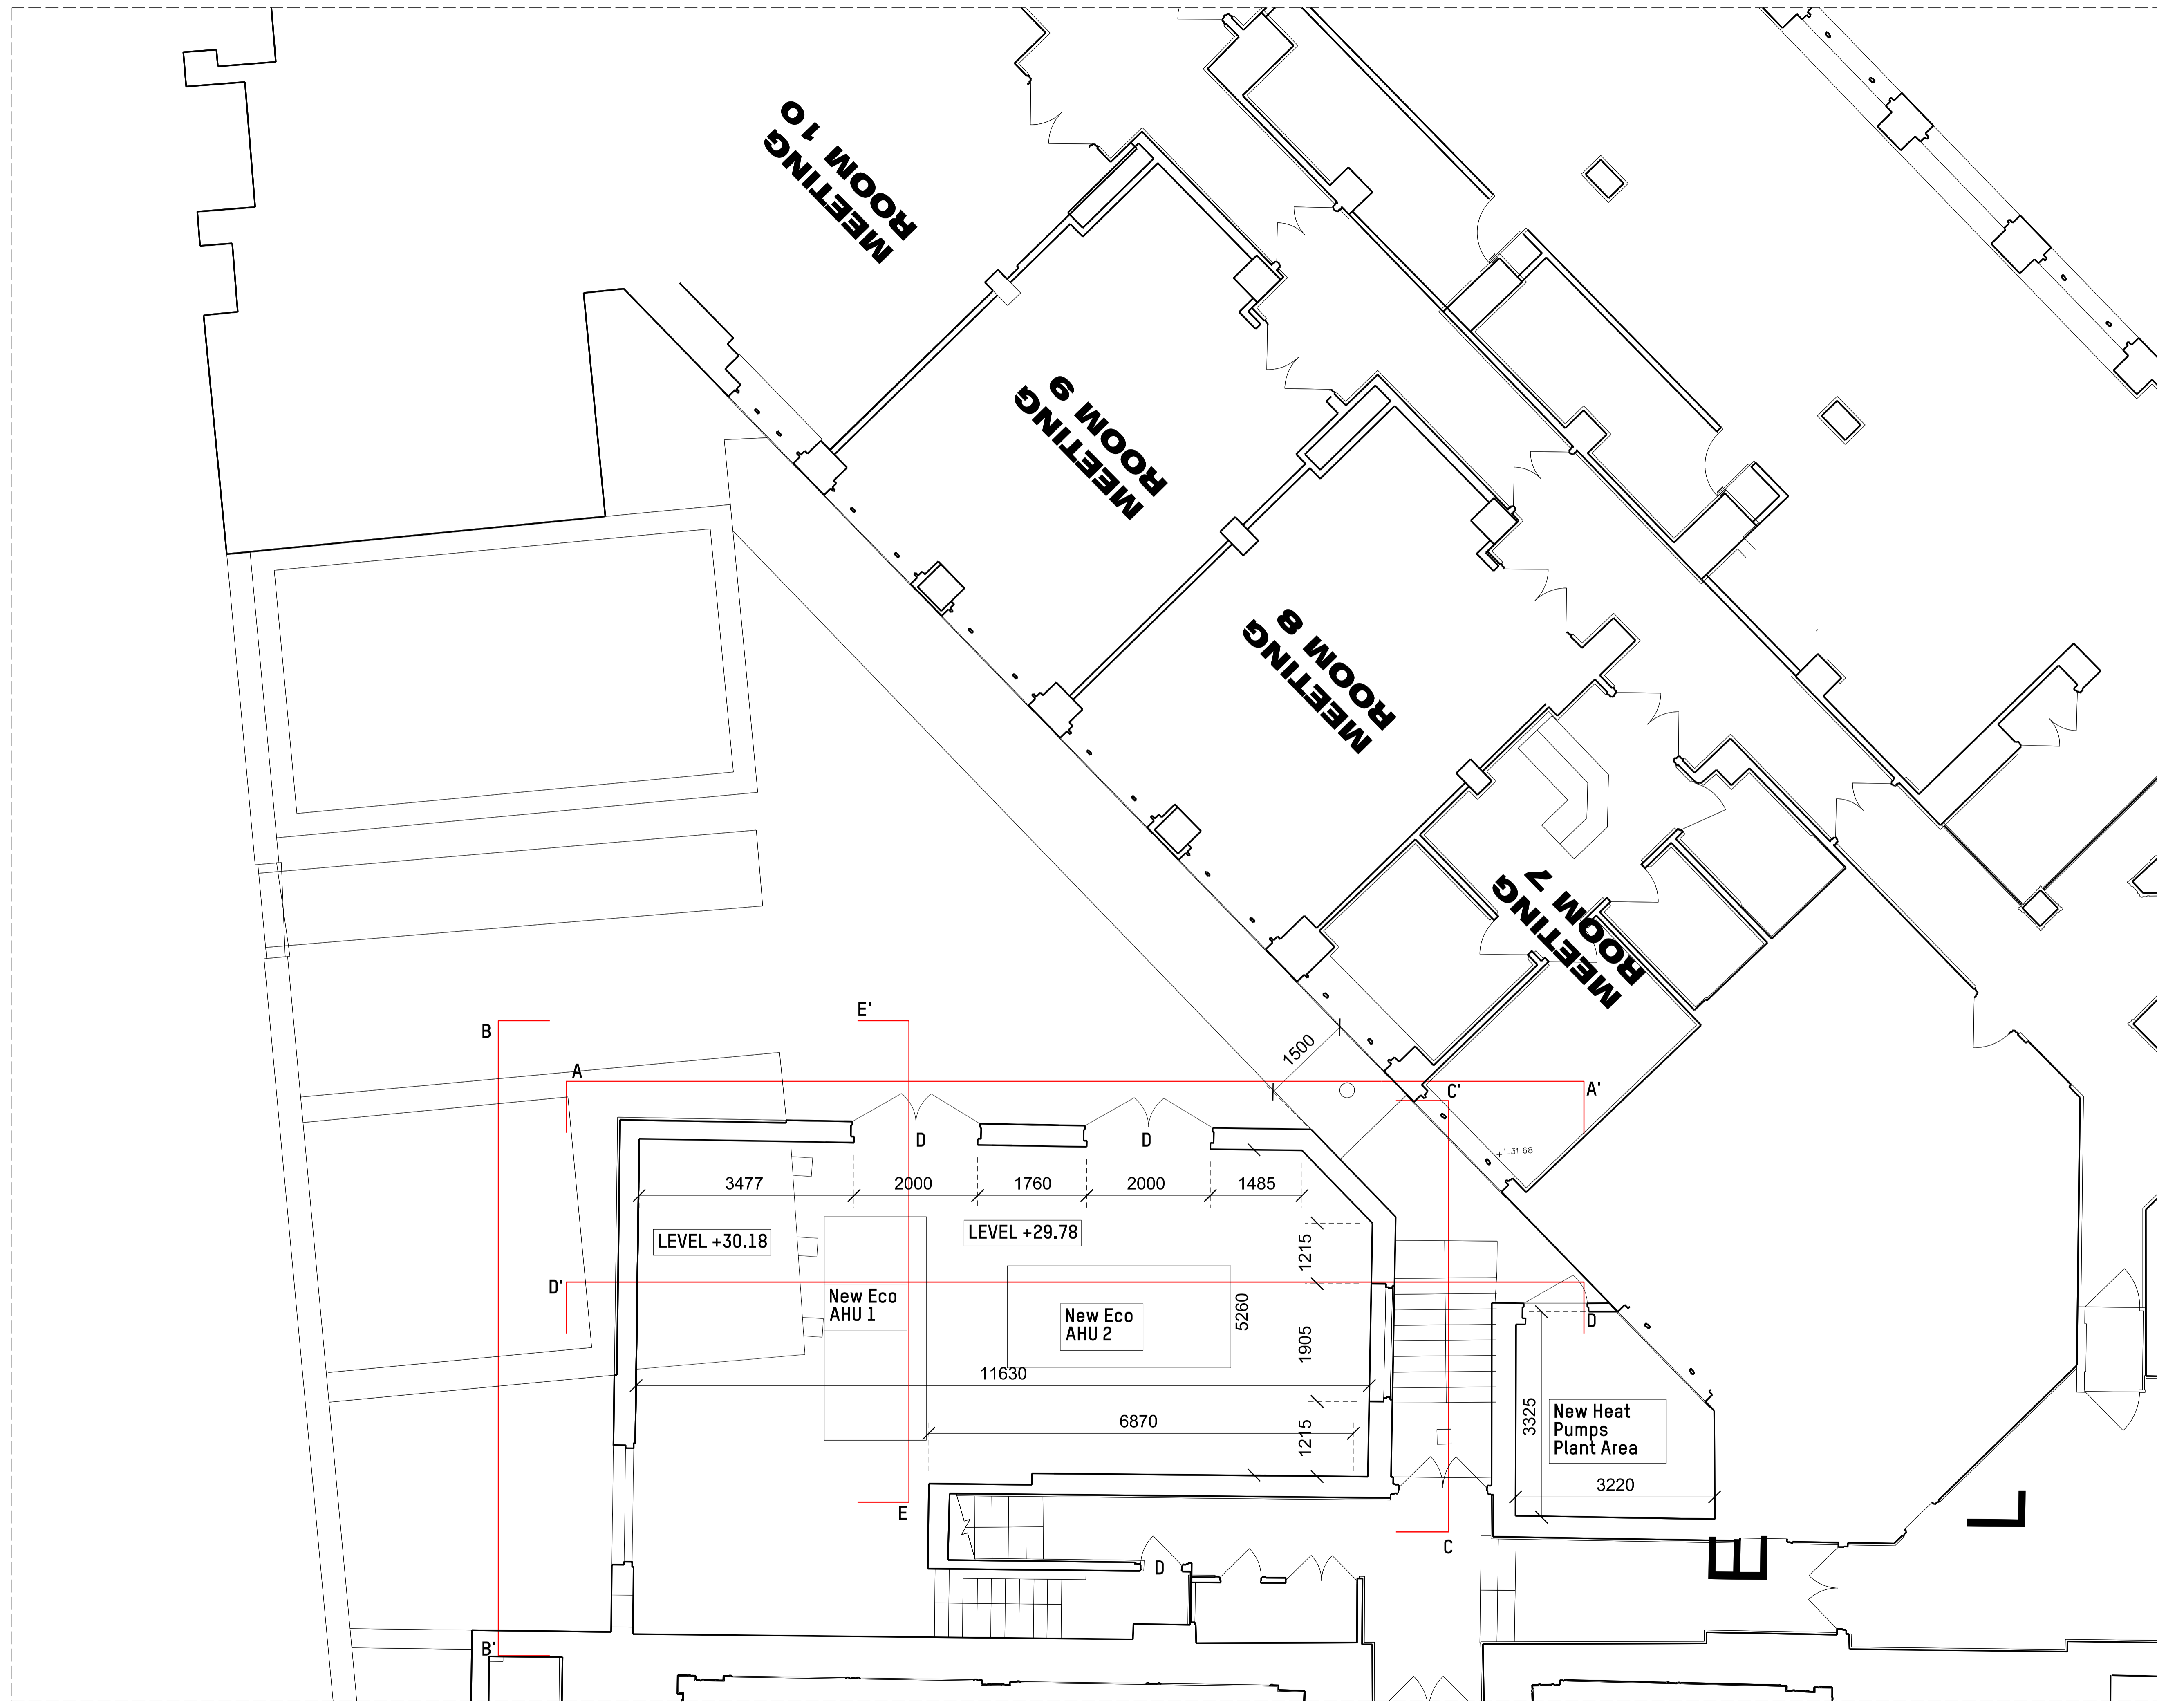 MEETING
ROOM 10
MEETING
ROOM 9
MEETING
ROOM 8
MEETING
ROOM 7
B
E'
A
1500
C'
A'
D
D
IL31.68
3477
2000
1760
2000
1485
LEVEL +30.18
LEVEL +29.78
1215
D'
New Eco
AHU 1
New Eco
AHU 2
5260
1905
D
11630
6870
1215
3325
New Heat
Pumps
Plant Area
3220
E
C
D
B'